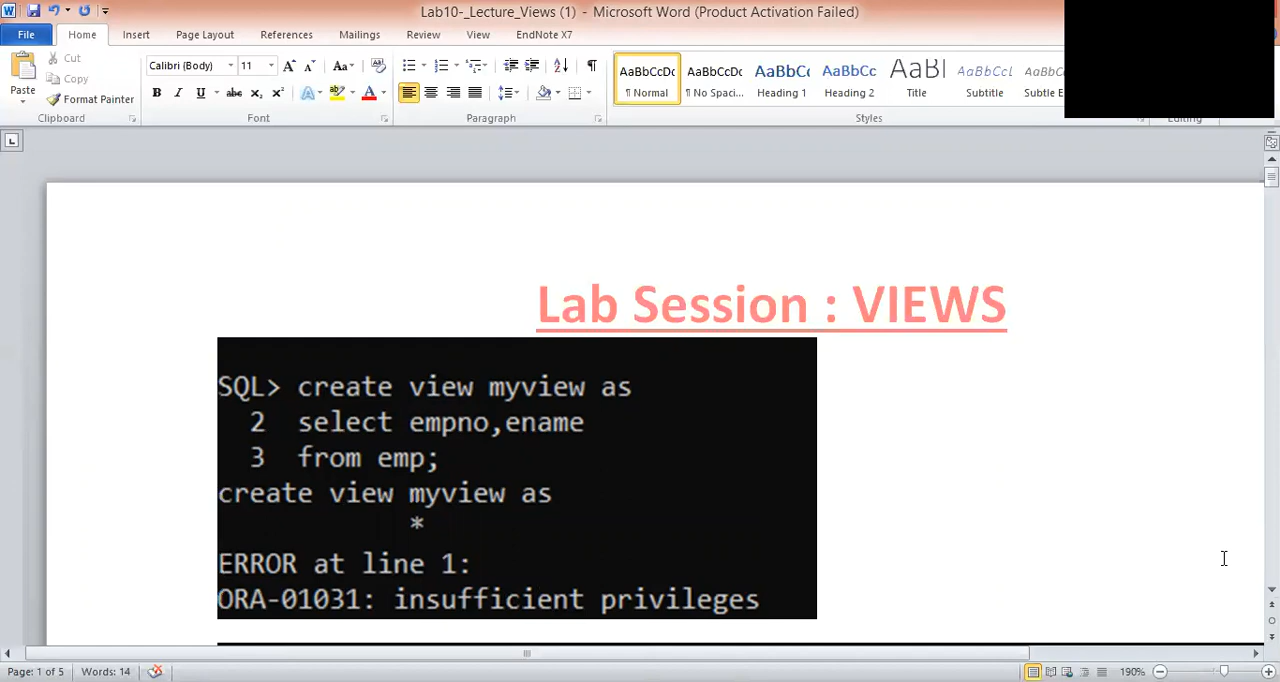 Lab10-_Lecture_Views (1) - Microsoft Word (Product Activation Failed)
File Home Insert Page Layout References Mailings Review View EndNote X7
Paste
Cut
Copy
Format Painter
Calibri (Body) 11
AaBbCcDc AaBbCcDc AaBbCc AaBbCc AaBl AaBbCcL AaBbCc
¶ Normal ¶ No Spaci... Heading 1 Heading 2 Title Subtitle Subtle E
Clipboard Font Paragraph Styles Editing
Lab Session : VIEWS
SQL> create view myview as
2 select empno,ename
3 from emp;
create view myview as
*
ERROR at line 1:
ORA-01031: insufficient privileges
Page: 1 of 5 Words: 14 190%